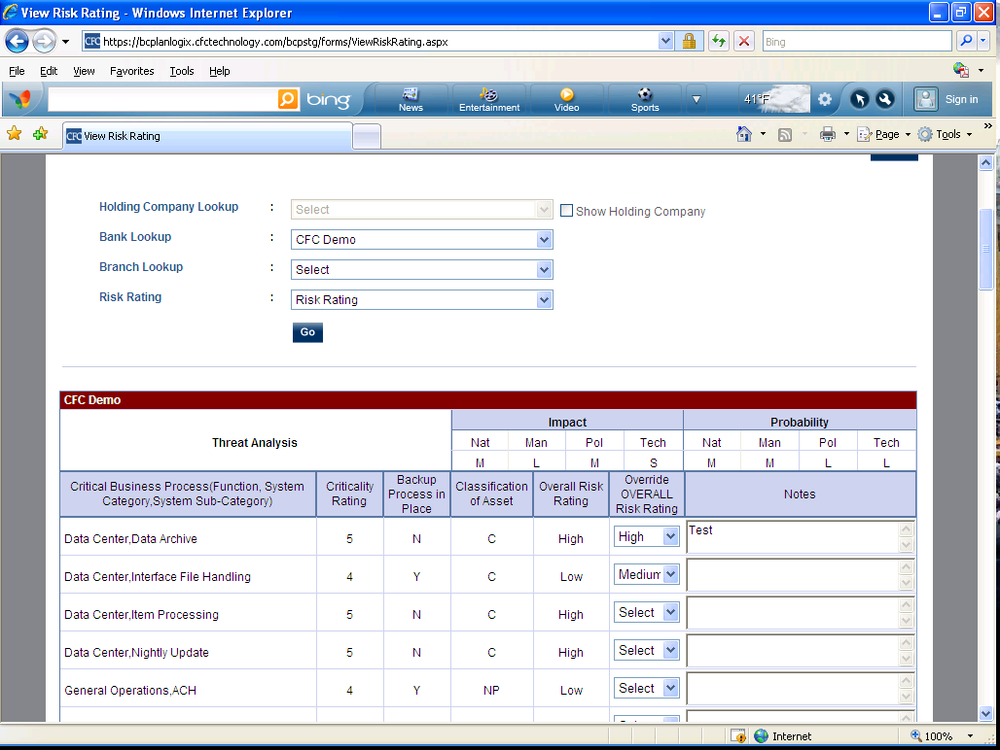 View Risk Rating - Windows Internet Explorer
CFC https://bcplanlogix.cfctechnology.com/bcpstg/forms/ViewRiskRating.aspx Bing
File Edit View Favorites Tools Help
bing News Entertainment Video Sports 41°F Sign in
CFC View Risk Rating Page Tools »
Holding Company Lookup : Select Show Holding Company
Bank Lookup : CFC Demo
Branch Lookup : Select
Risk Rating : Risk Rating
Go
CFC Demo
Threat Analysis
Impact Probability
Nat Man Pol Tech Nat Man Pol Tech
M L M S M M L L
Critical Business Process(Function, System
Category,System Sub-Category)
Criticality
Rating
Backup
Process in
Place
Classification
of Asset
Overall Risk
Rating
Override
OVERALL
Risk Rating
Notes
Data Center,Data Archive 5 N C High High Test
Data Center,Interface File Handling 4 Y C Low Medium
Data Center,Item Processing 5 N C High Select
Data Center,Nightly Update 5 N C High Select
General Operations,ACH 4 Y NP Low Select
Internet 100%